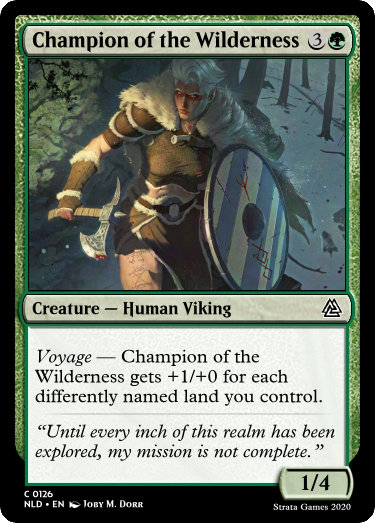 Champion of the Wilderness 3
Creature — Human Viking
Voyage — Champion of the
Wilderness gets +1/+0 for each
differently named land you control.
“Until every inch of this realm has been
explored, my mission is not complete.”
1/4
C 0126
NLD • EN Joby M. Dorr
Strata Games 2020